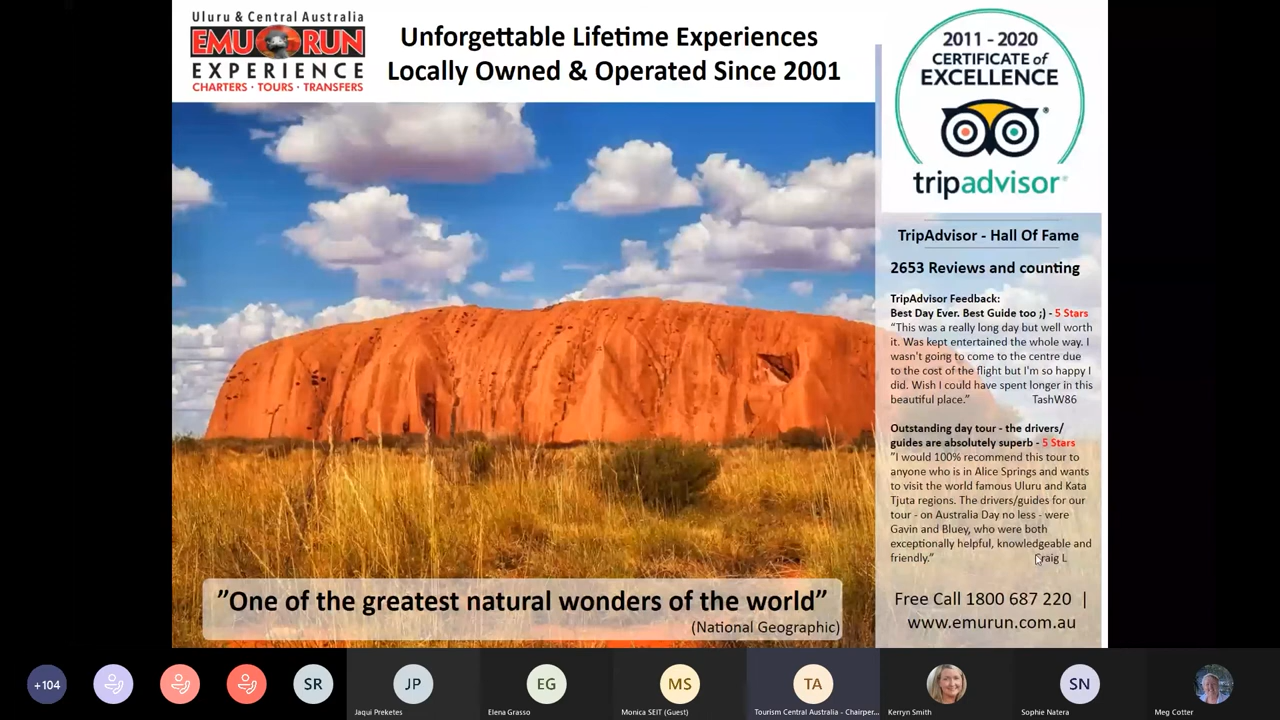 Uluru & Central Australia
EMU RUN
EXPERIENCE
CHARTERS · TOURS · TRANSFERS
Unforgettable Lifetime Experiences
Locally Owned & Operated Since 2001
2011 - 2020
CERTIFICATE of
EXCELLENCE
tripadvisor®
TripAdvisor - Hall Of Fame
2653 Reviews and counting
TripAdvisor Feedback:
Best Day Ever. Best Guide too ;) - 5 Stars
“This was a really long day but well worth
it. Was kept entertained the whole way. I
wasn't going to come to the centre due
to the cost of the flight but I'm so happy I
did. Wish I could have spent longer in this
beautiful place.” TashW86
Outstanding day tour - the drivers/
guides are absolutely superb - 5 Stars
”I would 100% recommend this tour to
anyone who is in Alice Springs and wants
to visit the world famous Uluru and Kata
Tjuta regions. The drivers/guides for our
tour - on Australia Day no less - were
Gavin and Bluey, who were both
exceptionally helpful, knowledgeable and
friendly.” Craig L
Free Call 1800 687 220 |
www.emurun.com.au
”One of the greatest natural wonders of the world”
(National Geographic)
+104
SR
JP
EG
MS
TA
SN
Jaqui Preketes
Elena Grasso
Monica SEIT (Guest)
Tourism Central Australia - Chairper...
Kerryn Smith
Sophie Natera
Meg Cotter